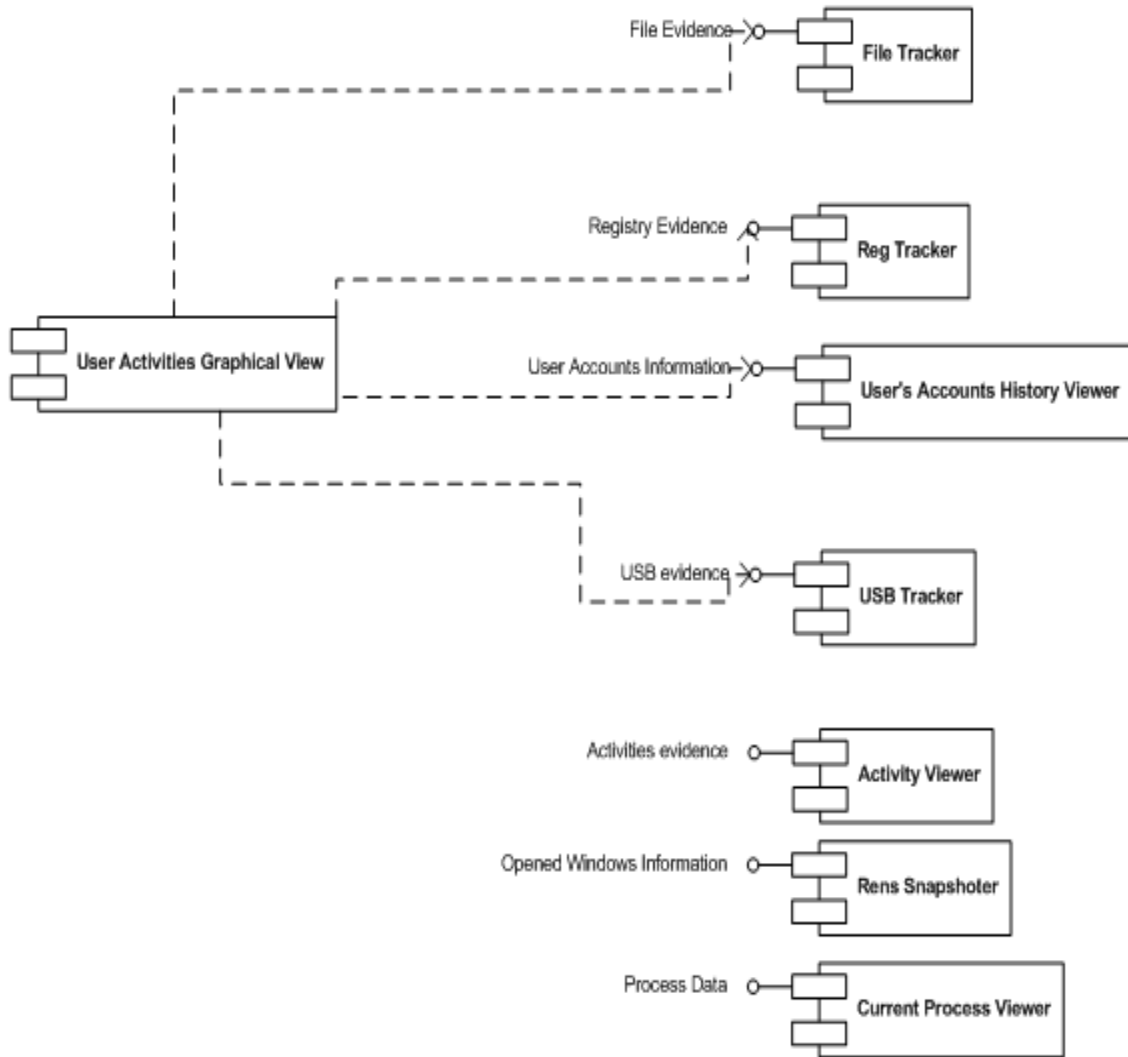 File Evidence
File Tracker
Registry Evidence
Reg Tracker
User Activities Graphical View
User Accounts Information
User's Accounts History Viewer
USB evidence
USB Tracker
Activities evidence
Activity Viewer
Opened Windows Information
Rens Snapshoter
Process Data
Current Process Viewer